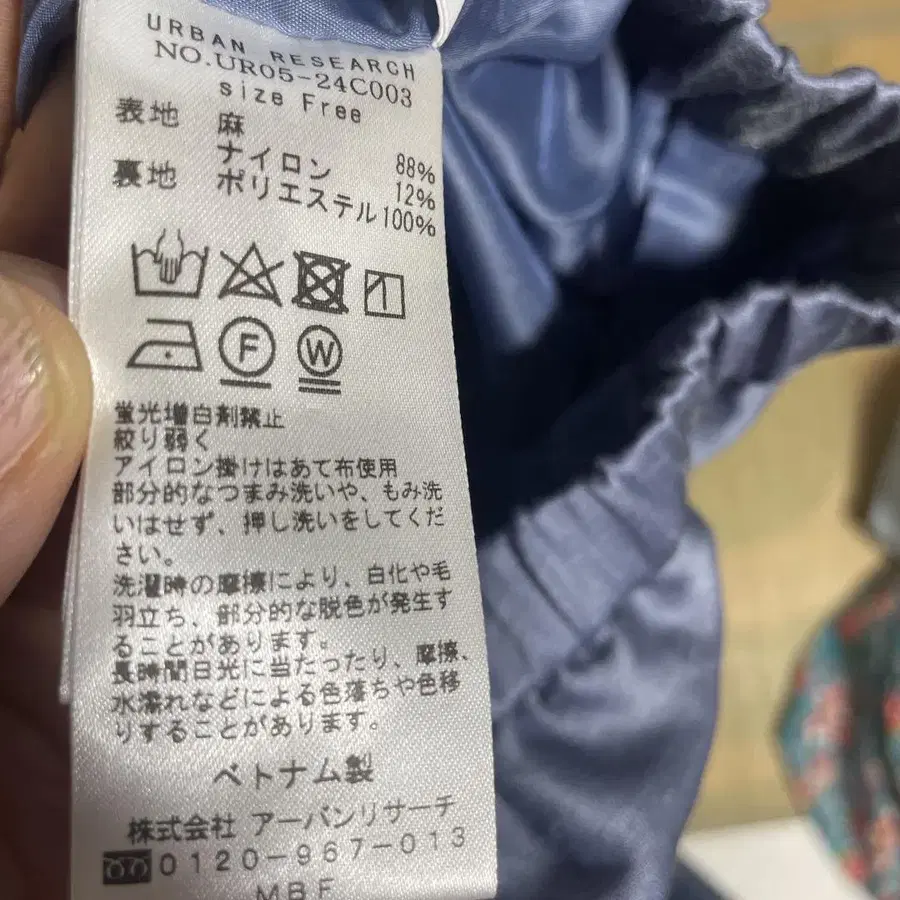 URBAN RESEARCH
NO.UR05-24C003
size Free
表地 麻 88%
ナイロン 12%
裏地 ポリエステル 100%
F W
蛍光増白剤禁止
絞り弱く
アイロン掛けはあて布使用
部分的なつまみ洗いや、もみ洗
いはせず、押し洗いをしてくだ
さい。
洗濯時の摩擦により、白化や毛
羽立ち、部分的な脱色が発生す
ることがあります。
長時間日光に当たったり、摩擦、
水濡れなどによる色落ちや色移
りすることがあります。
ベトナム製
株式会社 アーバンリサーチ
0120-967-013
MBF